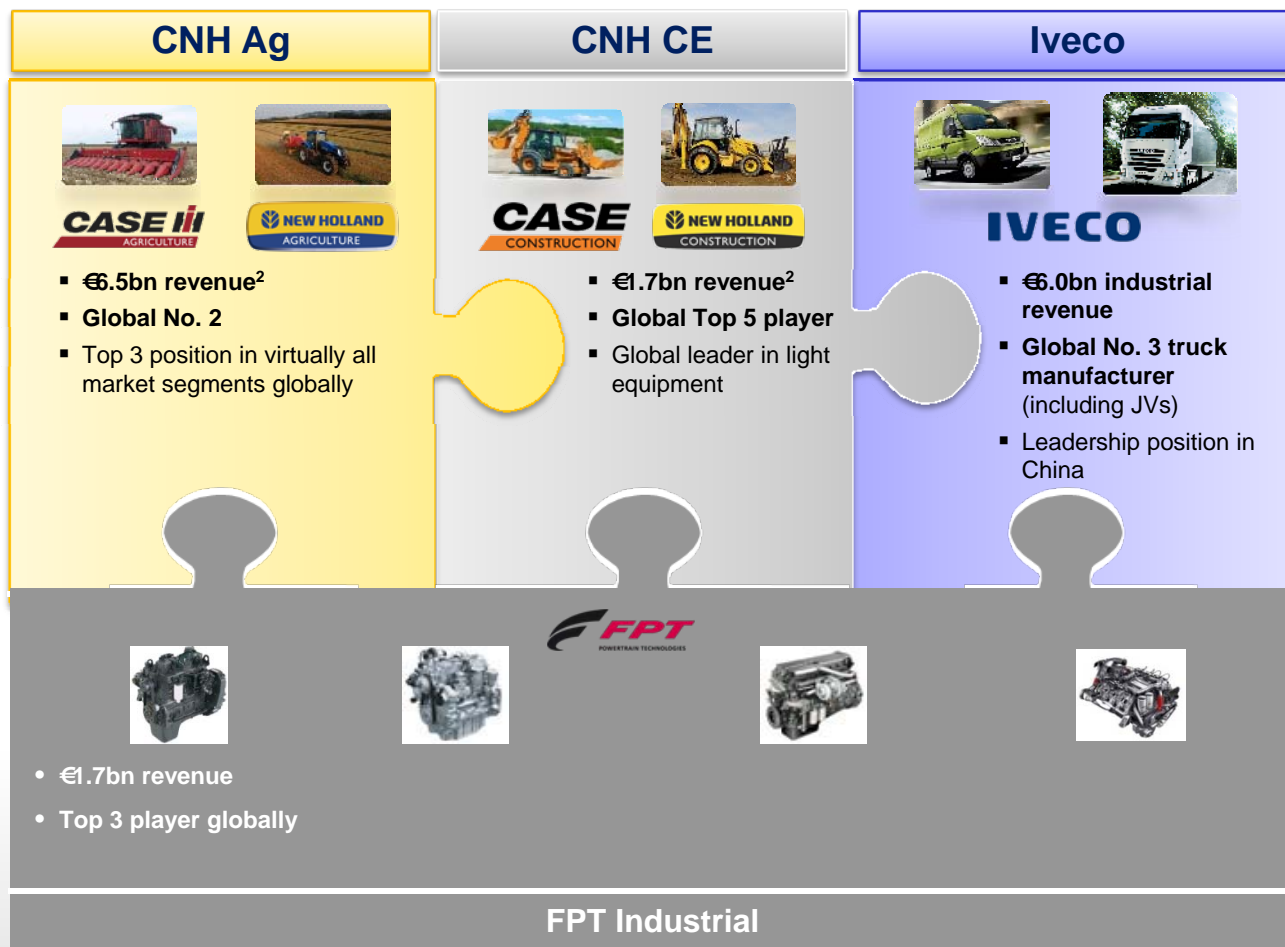 CNH Ag
CNH CE
Iveco
CASE IH
AGRICULTURE
NEW HOLLAND
AGRICULTURE
▪ €6.5bn revenue²
▪ Global No. 2
▪ Top 3 position in virtually all
market segments globally
CASE
CONSTRUCTION
NEW HOLLAND
CONSTRUCTION
▪ €1.7bn revenue²
▪ Global Top 5 player
▪ Global leader in light
equipment
IVECO
▪ €6.0bn industrial
revenue
▪ Global No. 3 truck
manufacturer
(including JVs)
▪ Leadership position in
China
FPT
POWERTRAIN TECHNOLOGIES
• €1.7bn revenue
• Top 3 player globally
FPT Industrial